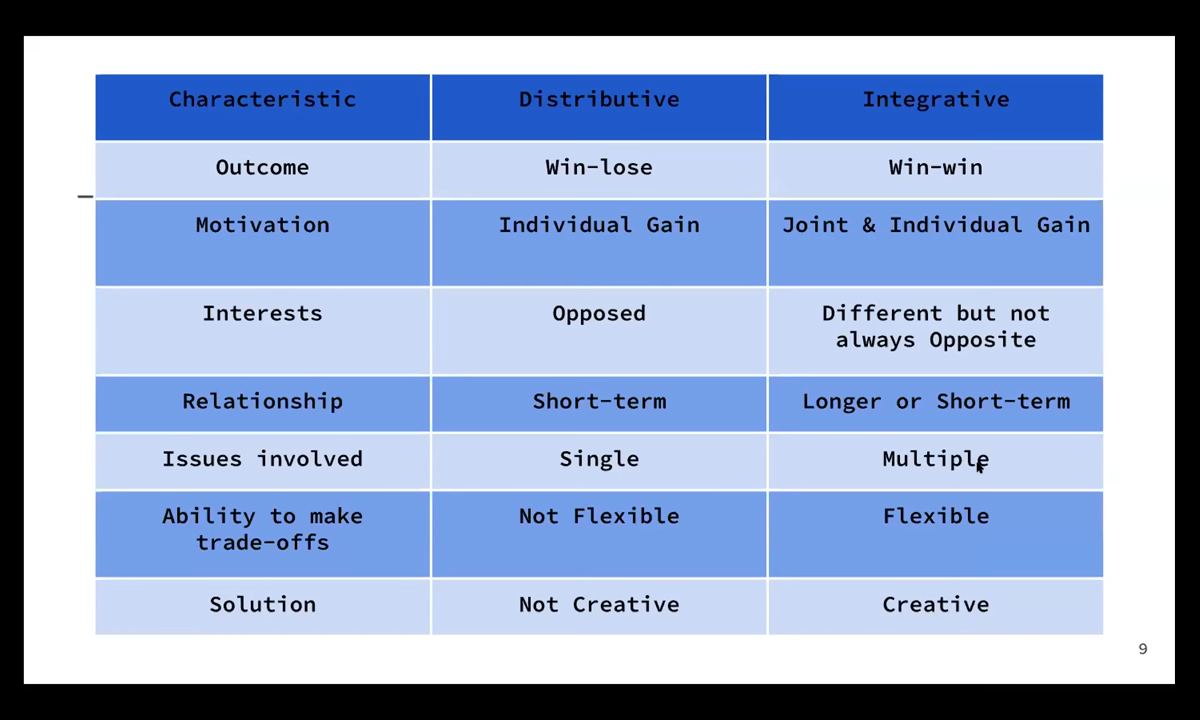 Characteristic Distributive Integrative
Outcome Win-lose Win-win
Motivation Individual Gain Joint & Individual Gain
Interests Opposed Different but not
always Opposite
Relationship Short-term Longer or Short-term
Issues involved Single Multiple
Ability to make Not Flexible Flexible
trade-offs
Solution Not Creative Creative
9